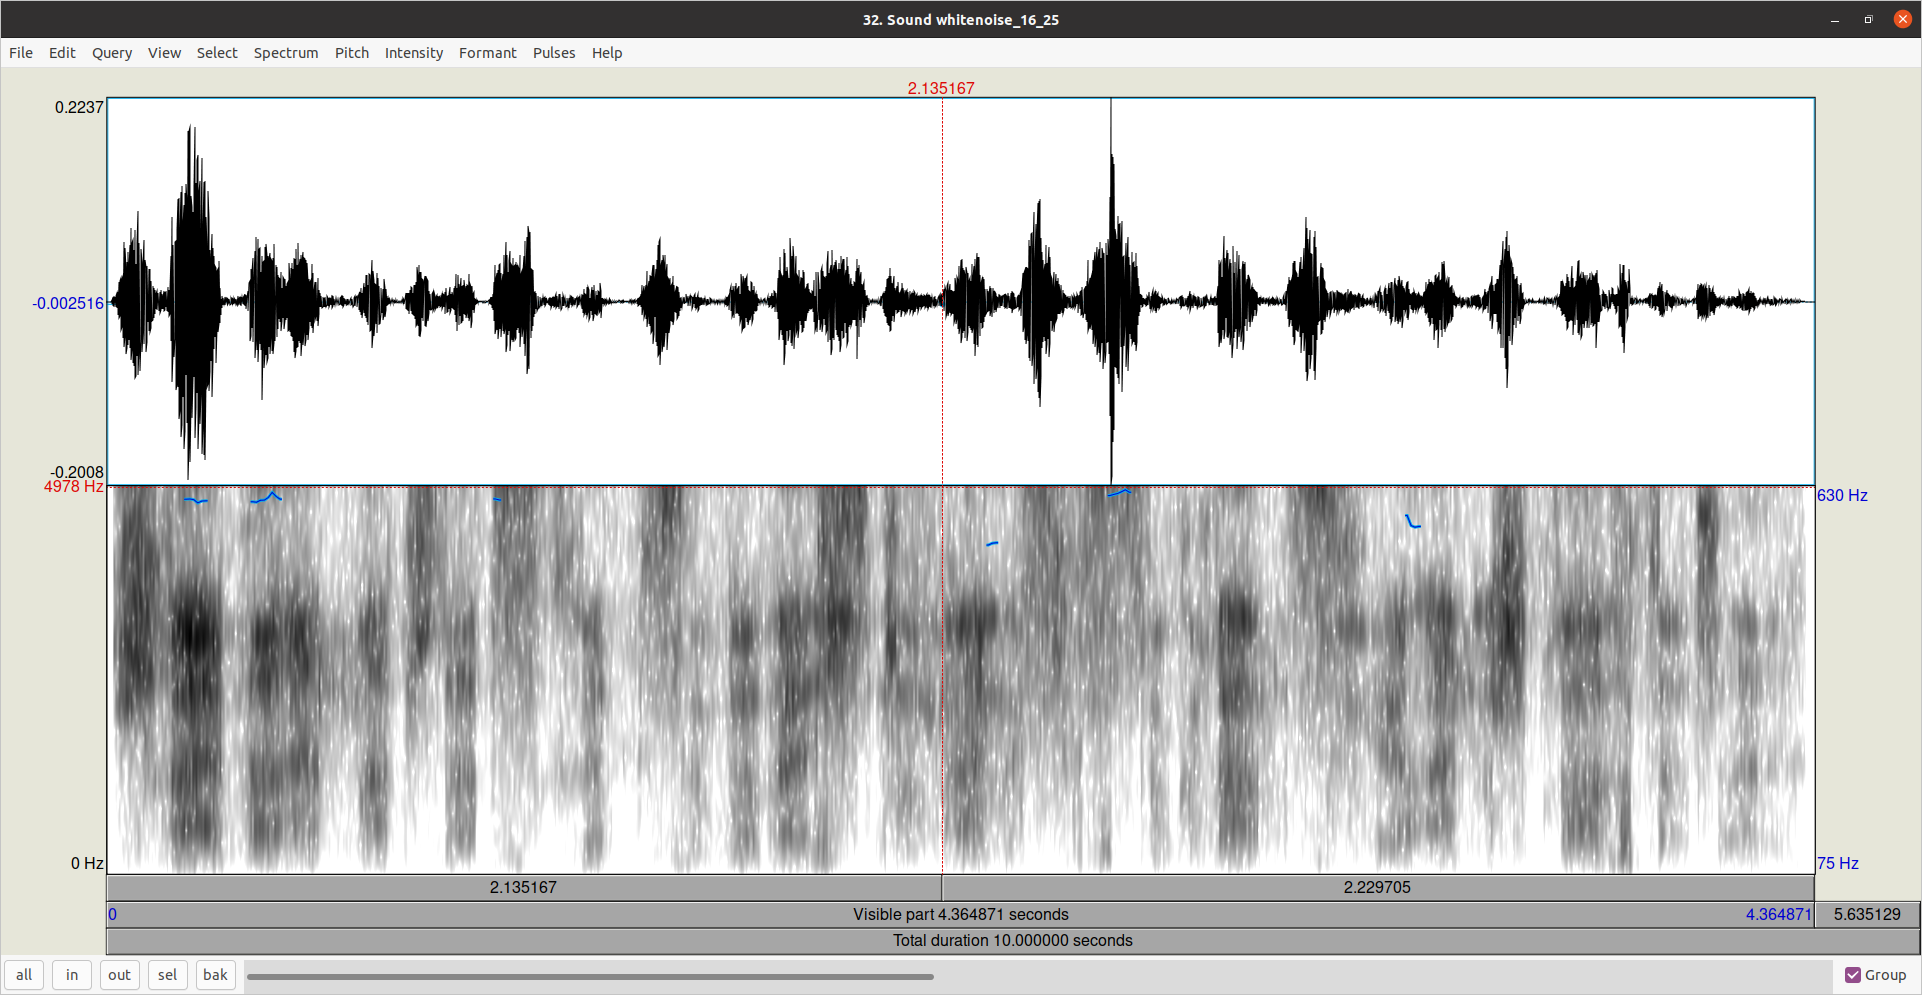 32. Sound whitenoise_16_25
File Edit Query View Select Spectrum Pitch Intensity Formant Pulses Help
2.135167
0.2237
-0.002516
-0.2008
4978 Hz
630 Hz
0 Hz
75 Hz
2.135167 2.229705
0 Visible part 4.364871 seconds 4.364871 5.635129
Total duration 10.000000 seconds
all in out sel bak Group